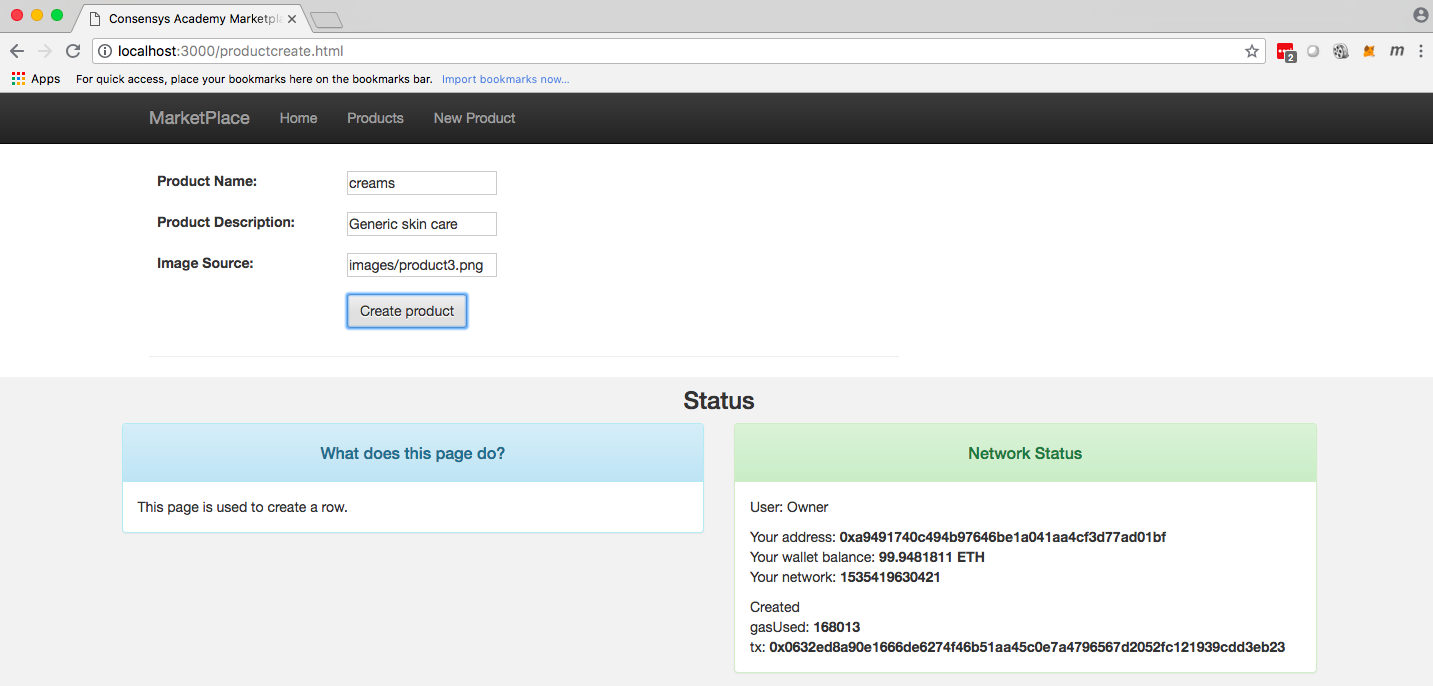 Consensys Academy Marketpla
localhost:3000/productcreate.html
2
m
Apps For quick access, place your bookmarks here on the bookmarks bar. Import bookmarks now...
MarketPlace Home Products New Product
Product Name: creams
Product Description: Generic skin care
Image Source: images/product3.png
Create product
Status
What does this page do?
This page is used to create a row.
Network Status
User: Owner
Your address: 0xa9491740c494b97646be1a041aa4cf3d77ad01bf
Your wallet balance: 99.9481811 ETH
Your network: 1535419630421
Created
gasUsed: 168013
tx: 0x0632ed8a90e1666de6274f46b51aa45c0e7a4796567d2052fc121939cdd3eb23